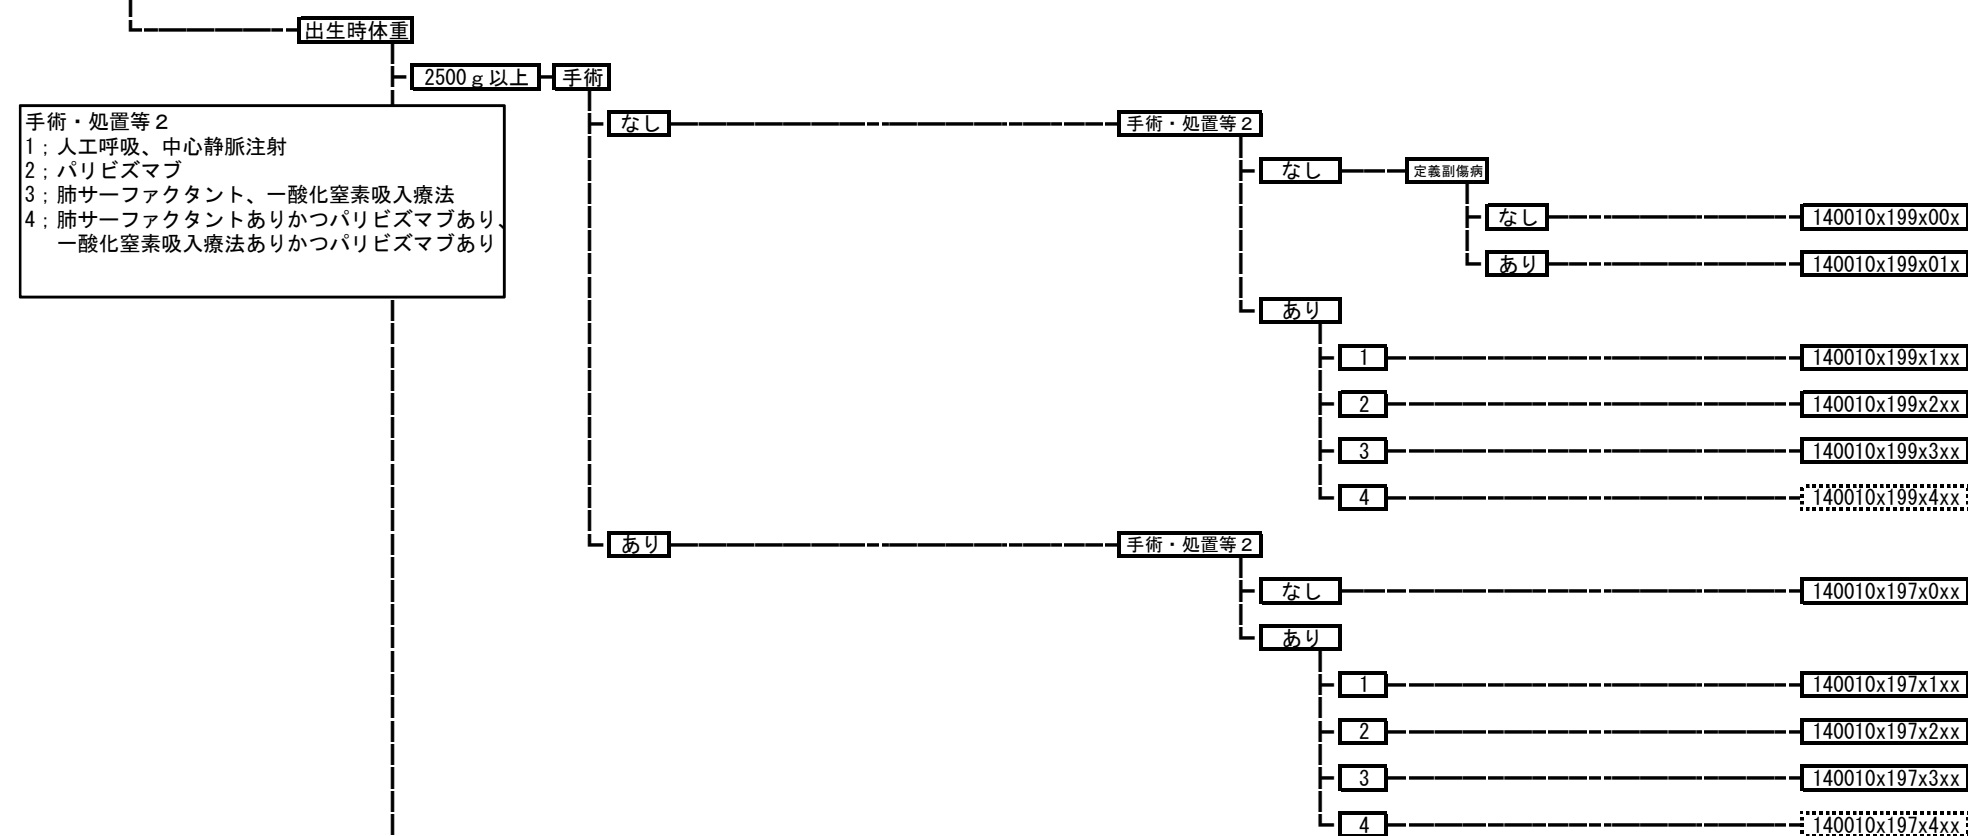 出生時体重
2500ｇ以上 手術
手術・処置等２
1；人工呼吸、中心静脈注射
2；パリビズマブ
3；肺サーファクタント、一酸化窒素吸入療法
4；肺サーファクタントありかつパリビズマブあり、
一酸化窒素吸入療法ありかつパリビズマブあり
なし 手術・処置等２
なし 定義副傷病
なし 140010x199x00x
あり 140010x199x01x
あり
1 140010x199x1xx
2 140010x199x2xx
3 140010x199x3xx
4 140010x199x4xx
あり 手術・処置等２
なし 140010x197x0xx
あり
1 140010x197x1xx
2 140010x197x2xx
3 140010x197x3xx
4 140010x197x4xx